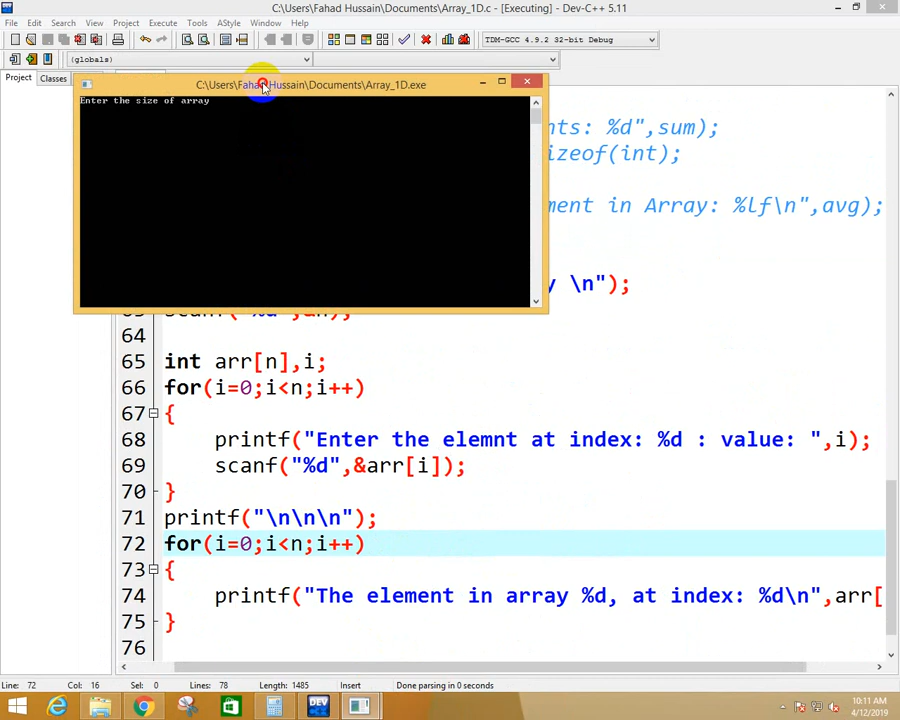 C:\Users\Fahad Hussain\Documents\Array_1D.c - [Executing] - Dev-C++ 5.11
File Edit Search View Project Execute Tools AStyle Window Help
TDM-GCC 4.9.2 32-bit Debug
(globals)
Project Classes
C:\Users\Fahad Hussain\Documents\Array_1D.exe
Enter the size of array
nts: %d",sum);
izeof(int);
ment in Array: %lf\n",avg);
y \n");
64
65 int arr[n],i;
66 for(i=0;i<n;i++)
67 {
68 printf("Enter the elemnt at index: %d : value: ",i);
69 scanf("%d",&arr[i]);
70 }
71 printf("\n\n\n");
72 for(i=0;i<n;i++)
73 {
74 printf("The element in array %d, at index: %d\n",arr[
75 }
76
Line: 72 Col: 16 Sel: 0 Lines: 78 Length: 1485 Insert Done parsing in 0 seconds
DEV
10:11 AM
4/12/2019